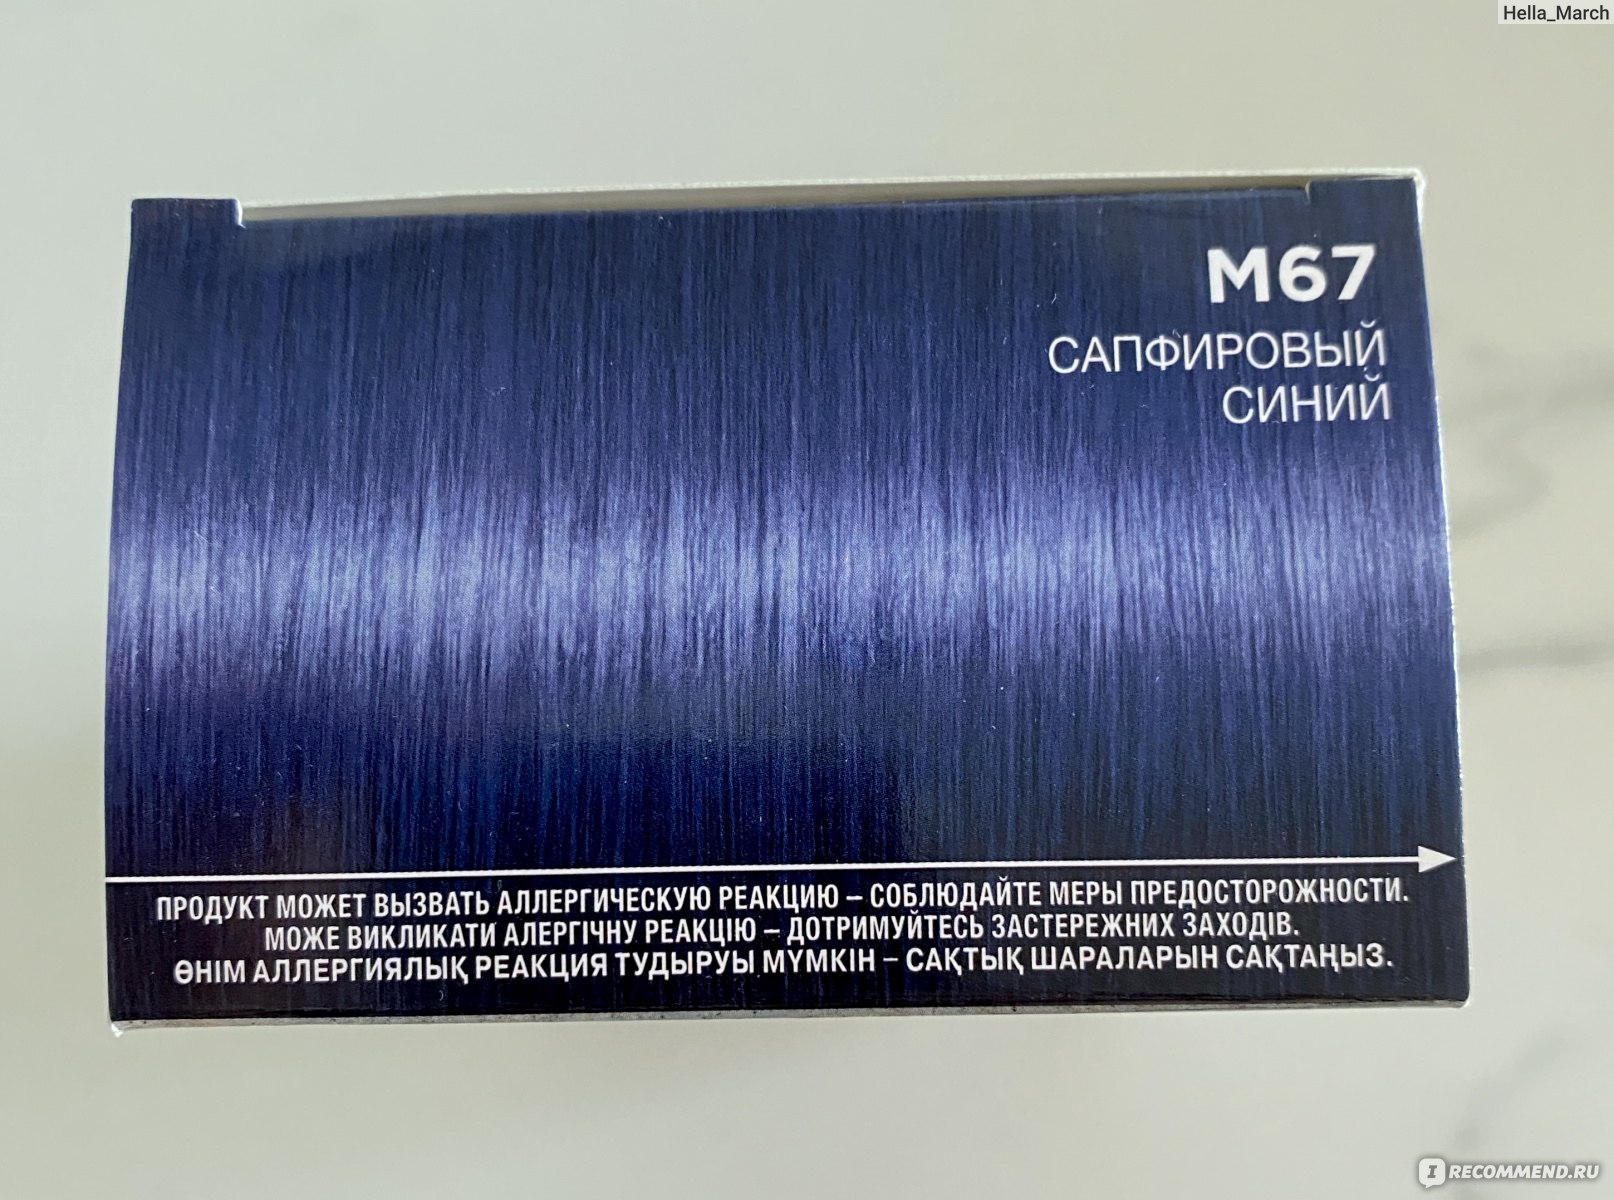 Hella_March
M67
САПФИРОВЫЙ
СИНИЙ
ПРОДУКТ МОЖЕТ ВЫЗВАТЬ АЛЛЕРГИЧЕСКУЮ РЕАКЦИЮ – СОБЛЮДАЙТЕ МЕРЫ ПРЕДОСТОРОЖНОСТИ.
МОЖЕ ВИКЛИКАТИ АЛЕРГІЧНУ РЕАКЦІЮ – ДОТРИМУЙТЕСЬ ЗАСТЕРЕЖНИХ ЗАХОДІВ.
ӨНІМ АЛЛЕРГИЯЛЫҚ РЕАКЦИЯ ТУДЫРУЫ МҮМКІН – САҚТЫҚ ШАРАЛАРЫН САҚТАҢЫЗ.
IRECOMMEND.RU